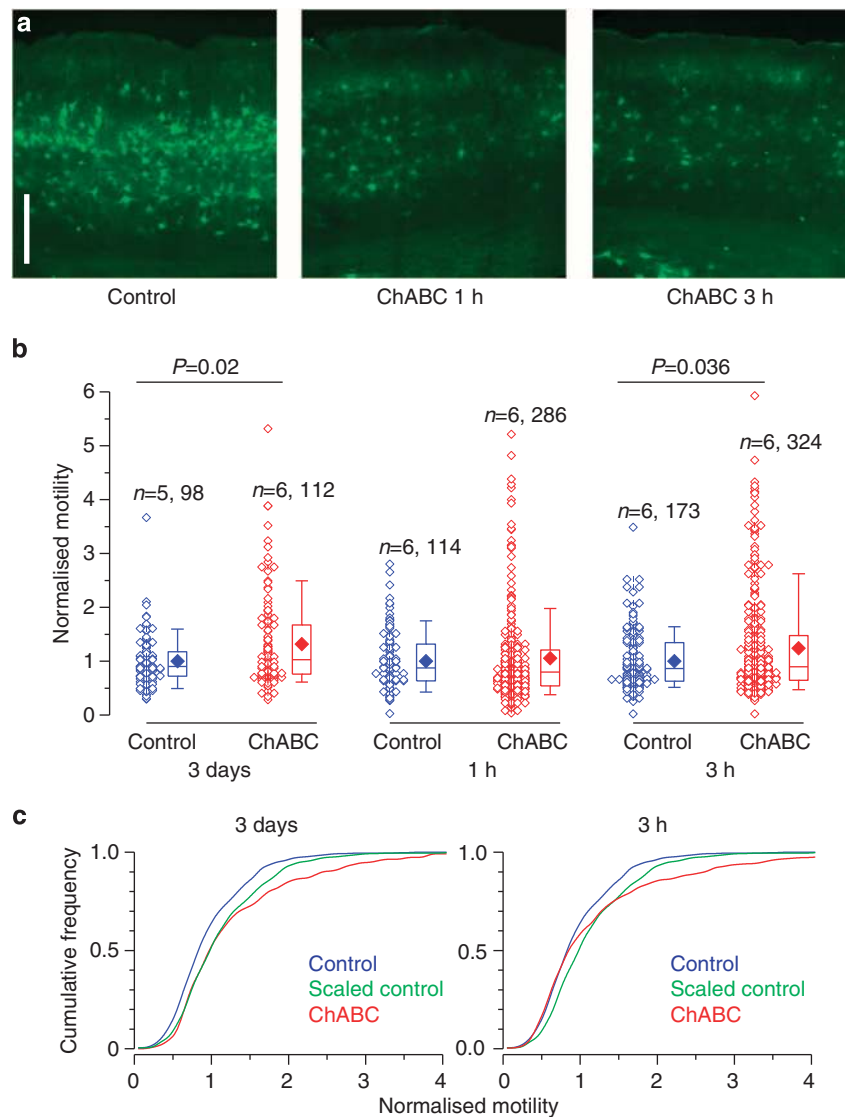 a
Control
ChABC 1 h
ChABC 3 h
b
P=0.02
P=0.036
Normalised motility
6
5
4
3
2
1
0
n=5, 98
n=6, 112
n=6, 114
n=6, 286
n=6, 173
n=6, 324
Control
ChABC
Control
ChABC
Control
ChABC
3 days
1 h
3 h
c
3 days
3 h
Cumulative frequency
1.0
0.5
0
Control
Scaled control
ChABC
0
1
2
3
4
1.0
0.5
0.0
Control
Scaled control
ChABC
0
1
2
3
4
Normalised motility